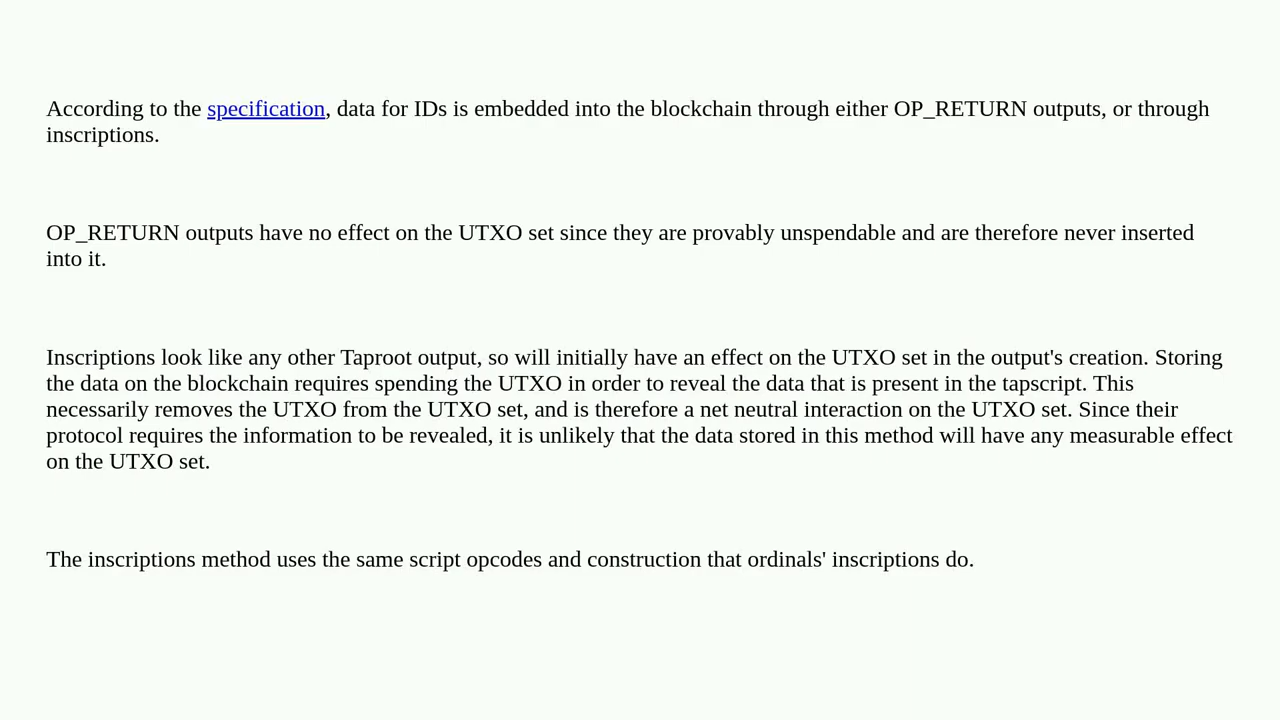 According to the specification, data for IDs is embedded into the blockchain through either OP_RETURN outputs, or through
inscriptions.
OP_RETURN outputs have no effect on the UTXO set since they are provably unspendable and are therefore never inserted
into it.
Inscriptions look like any other Taproot output, so will initially have an effect on the UTXO set in the output's creation. Storing
the data on the blockchain requires spending the UTXO in order to reveal the data that is present in the tapscript. This
necessarily removes the UTXO from the UTXO set, and is therefore a net neutral interaction on the UTXO set. Since their
protocol requires the information to be revealed, it is unlikely that the data stored in this method will have any measurable effect
on the UTXO set.
The inscriptions method uses the same script opcodes and construction that ordinals' inscriptions do.